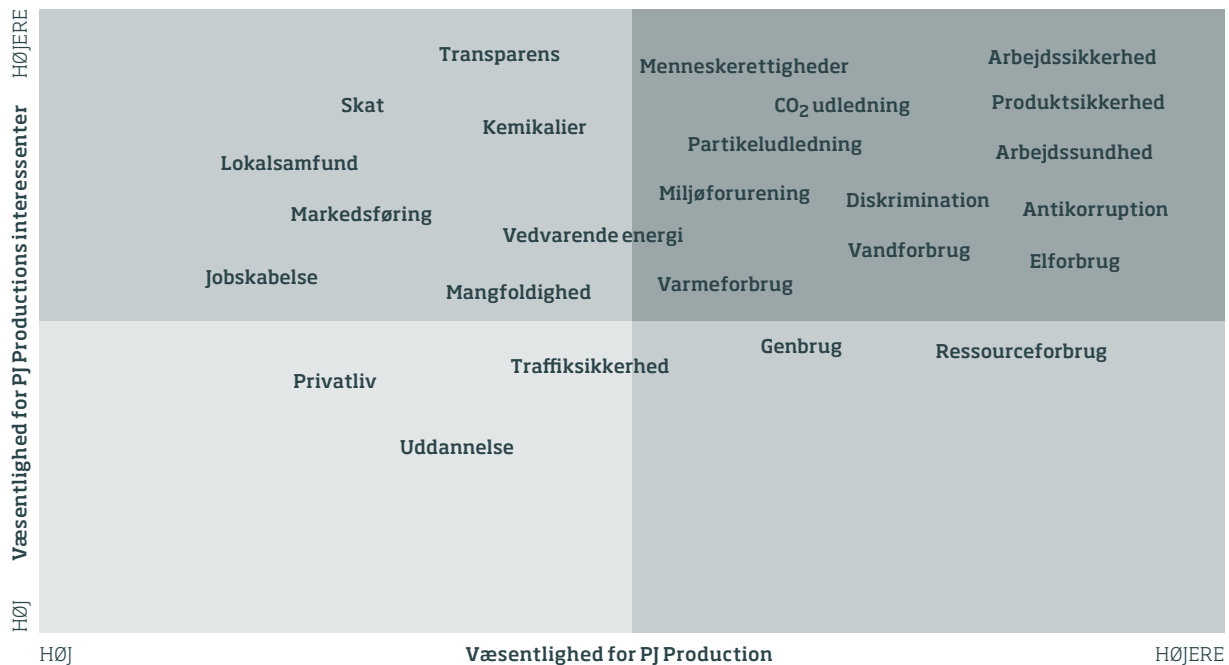 HØJERE
Væsentlighed for PJ Productions interessenter
HØJ
Transparens
Menneskerettigheder
Arbejdssikkerhed
Skat
CO2 udledning
Produktsikkerhed
Kemikalier
Partikeludledning
Arbejdssundhed
Lokalsamfund
Miljøforurening
Diskrimination
Antikorruption
Markedsføring
Vedvarende energi
Vandforbrug
Elforbrug
Jobskabelse
Mangfoldighed
Varmeforbrug
Genbrug
Ressourceforbrug
Traffiksikkerhed
Privatliv
Uddannelse
HØJ
Væsentlighed for PJ Production
HØJERE